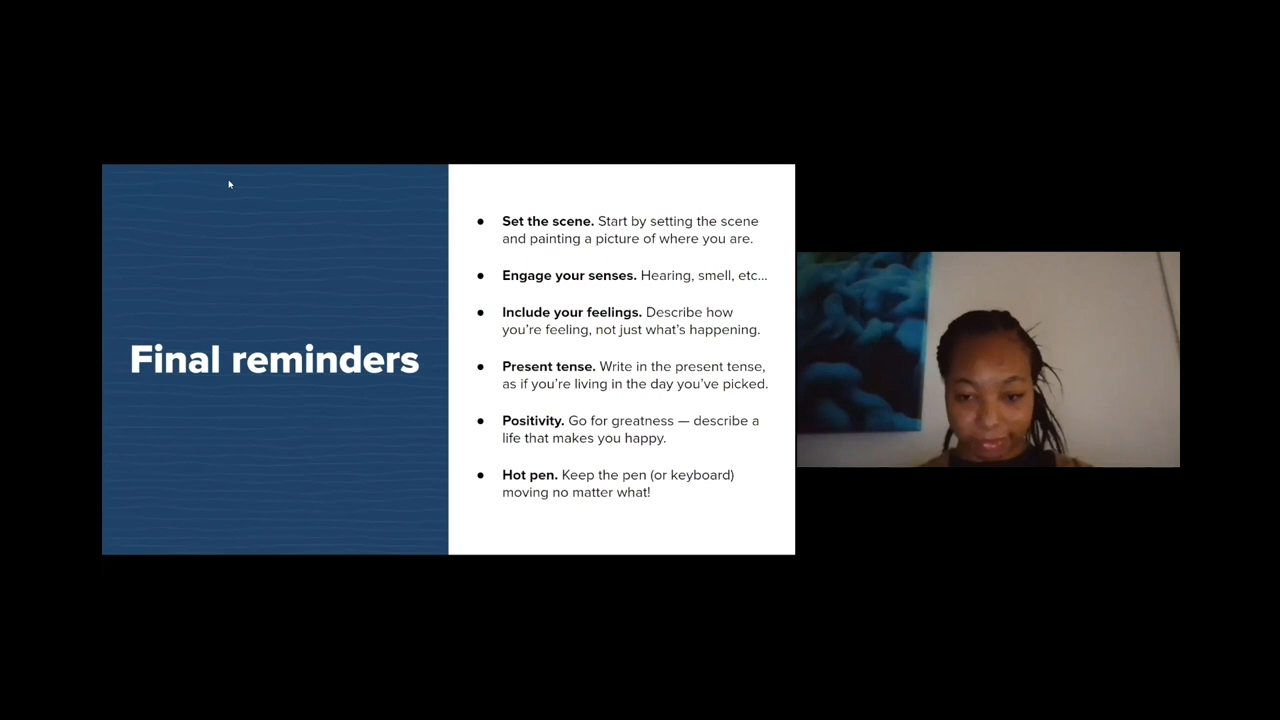 Final reminders
● Set the scene. Start by setting the scene
and painting a picture of where you are.
● Engage your senses. Hearing, smell, etc...
● Include your feelings. Describe how
you're feeling, not just what's happening.
● Present tense. Write in the present tense,
as if you're living in the day you've picked.
● Positivity. Go for greatness — describe a
life that makes you happy.
● Hot pen. Keep the pen (or keyboard)
moving no matter what!